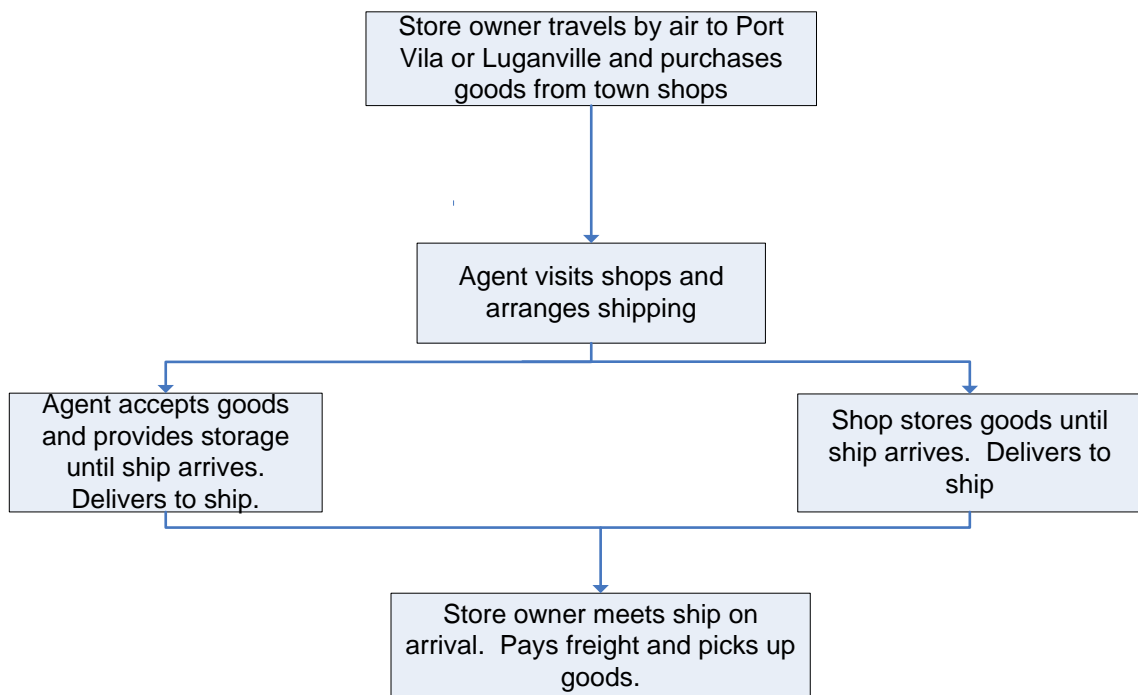 Store owner travels by air to Port
Vila or Luganville and purchases
goods from town shops
Agent visits shops and
arranges shipping
Agent accepts goods
and provides storage
until ship arrives.
Delivers to ship.
Shop stores goods until
ship arrives.  Delivers to
ship
Store owner meets ship on
arrival.  Pays freight and picks up
goods.